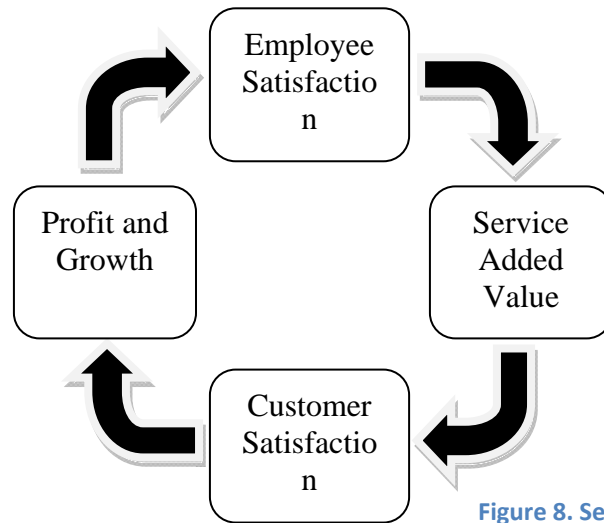 Employee
Satisfactio
n
Profit and
Growth
Service
Added
Value
Customer
Satisfactio
n
Figure 8. Se